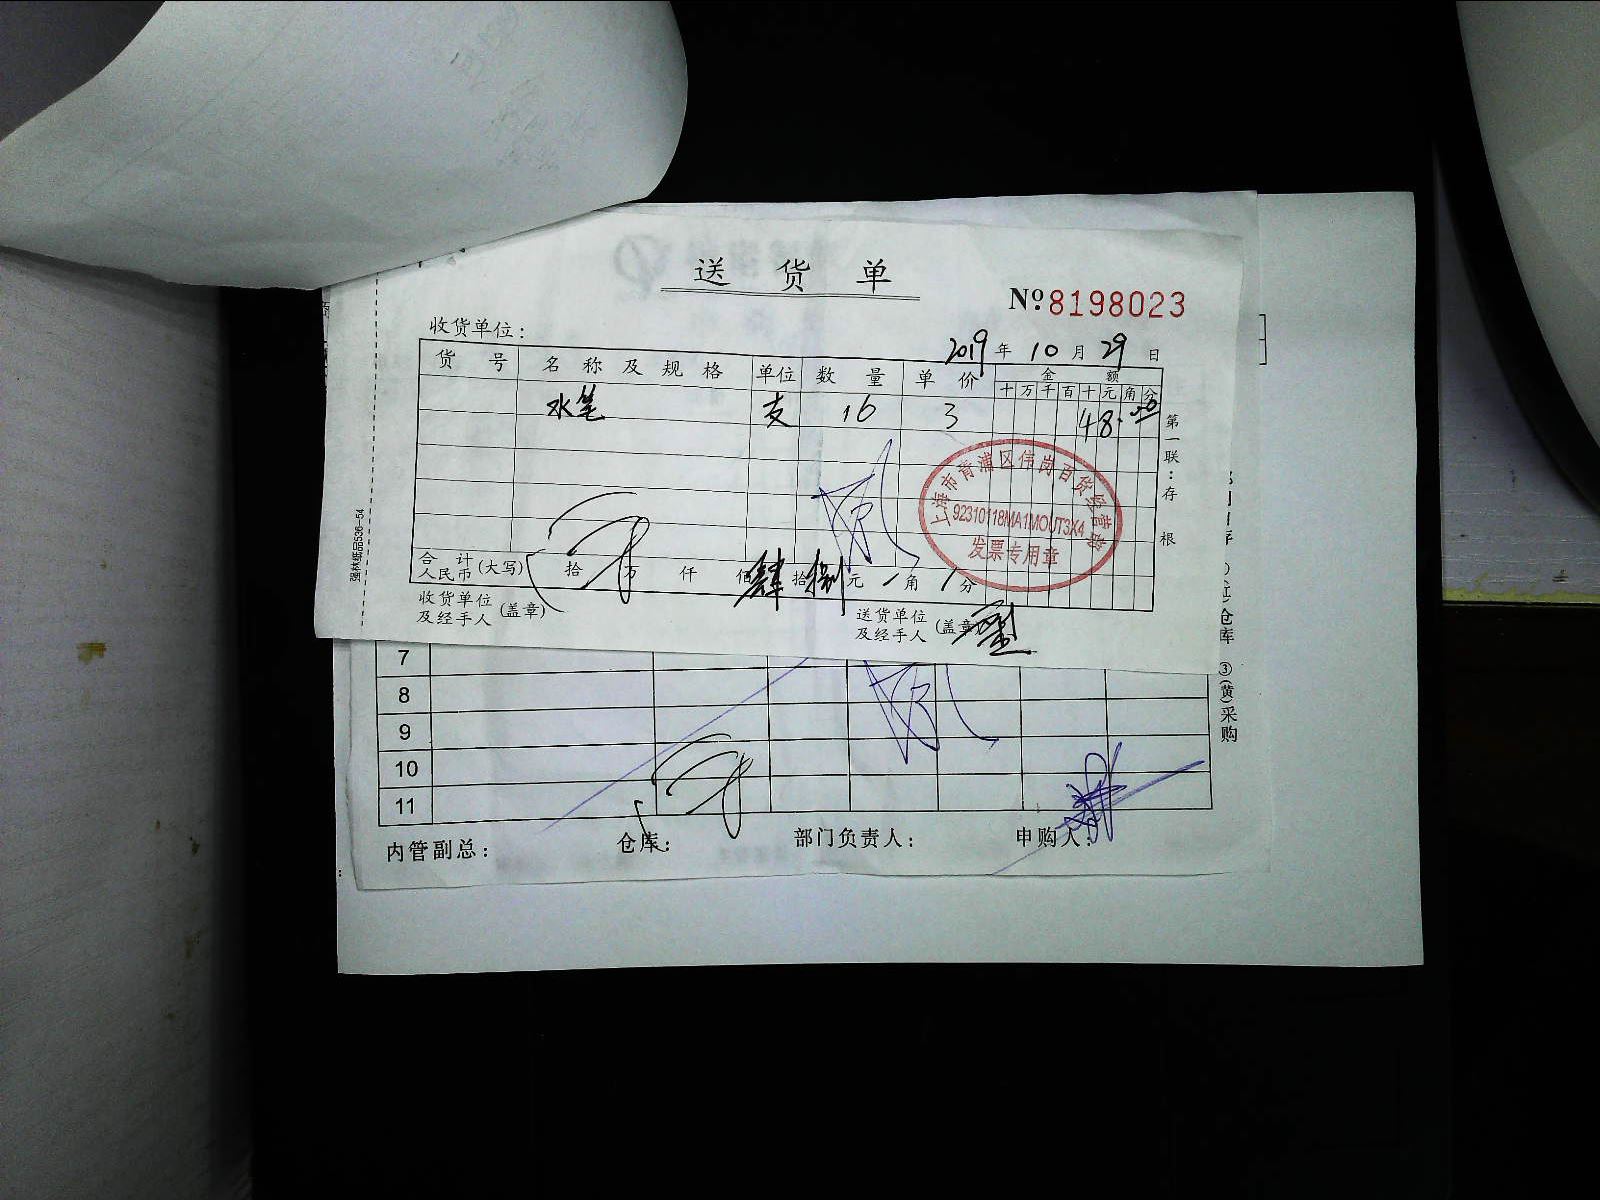 送 货 单
№8198023
收货单位：
2019 年 10 月 29 日
货 号 名 称 及 规 格 单位 数 量 单 价 金 额
十 万 千 百 十 元 角 分
水笔 支 16 3 48.00
第一联：存根
上海市青浦区伟岗百货经营部
92310118MA1MOUT3X4
发票专用章
合 计
人民币 (大写) 拾 万 仟 佰 肆 拾 捌 元 角 分
收货单位
及经手人 (盖章)
送货单位
及经手人 (盖章)
7
8
9
10
11
仓库 ③(黄)采购
内管副总：
仓库：
部门负责人：
申购人：